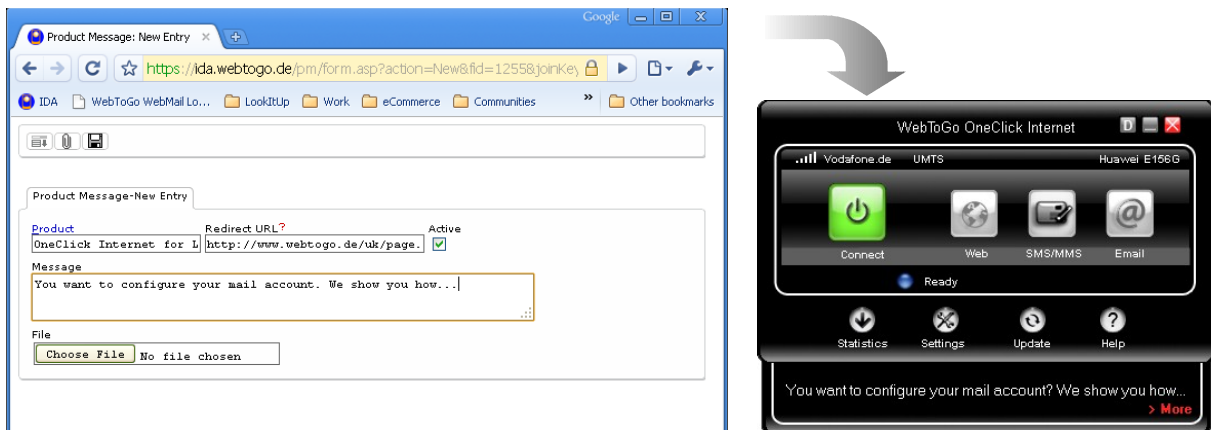 Google
Product Message: New Entry
https://ida.webtogo.de/pm/form.asp?action=New&fid=1255&joinKey
IDA WebToGo WebMail Lo... LookItUp Work eCommerce Communities » Other bookmarks
Product Message-New Entry
Product Redirect URL? Active
OneClick Internet for L http://www.webtogo.de/uk/page.
Message
You want to configure your mail account. We show you how...
File
Choose File No file chosen
WebToGo OneClick Internet D
Vodafone.de UMTS Huawei E156G
Connect Web SMS/MMS Email
Ready
Statistics Settings Update Help
You want to configure your mail account? We show you how...
> More